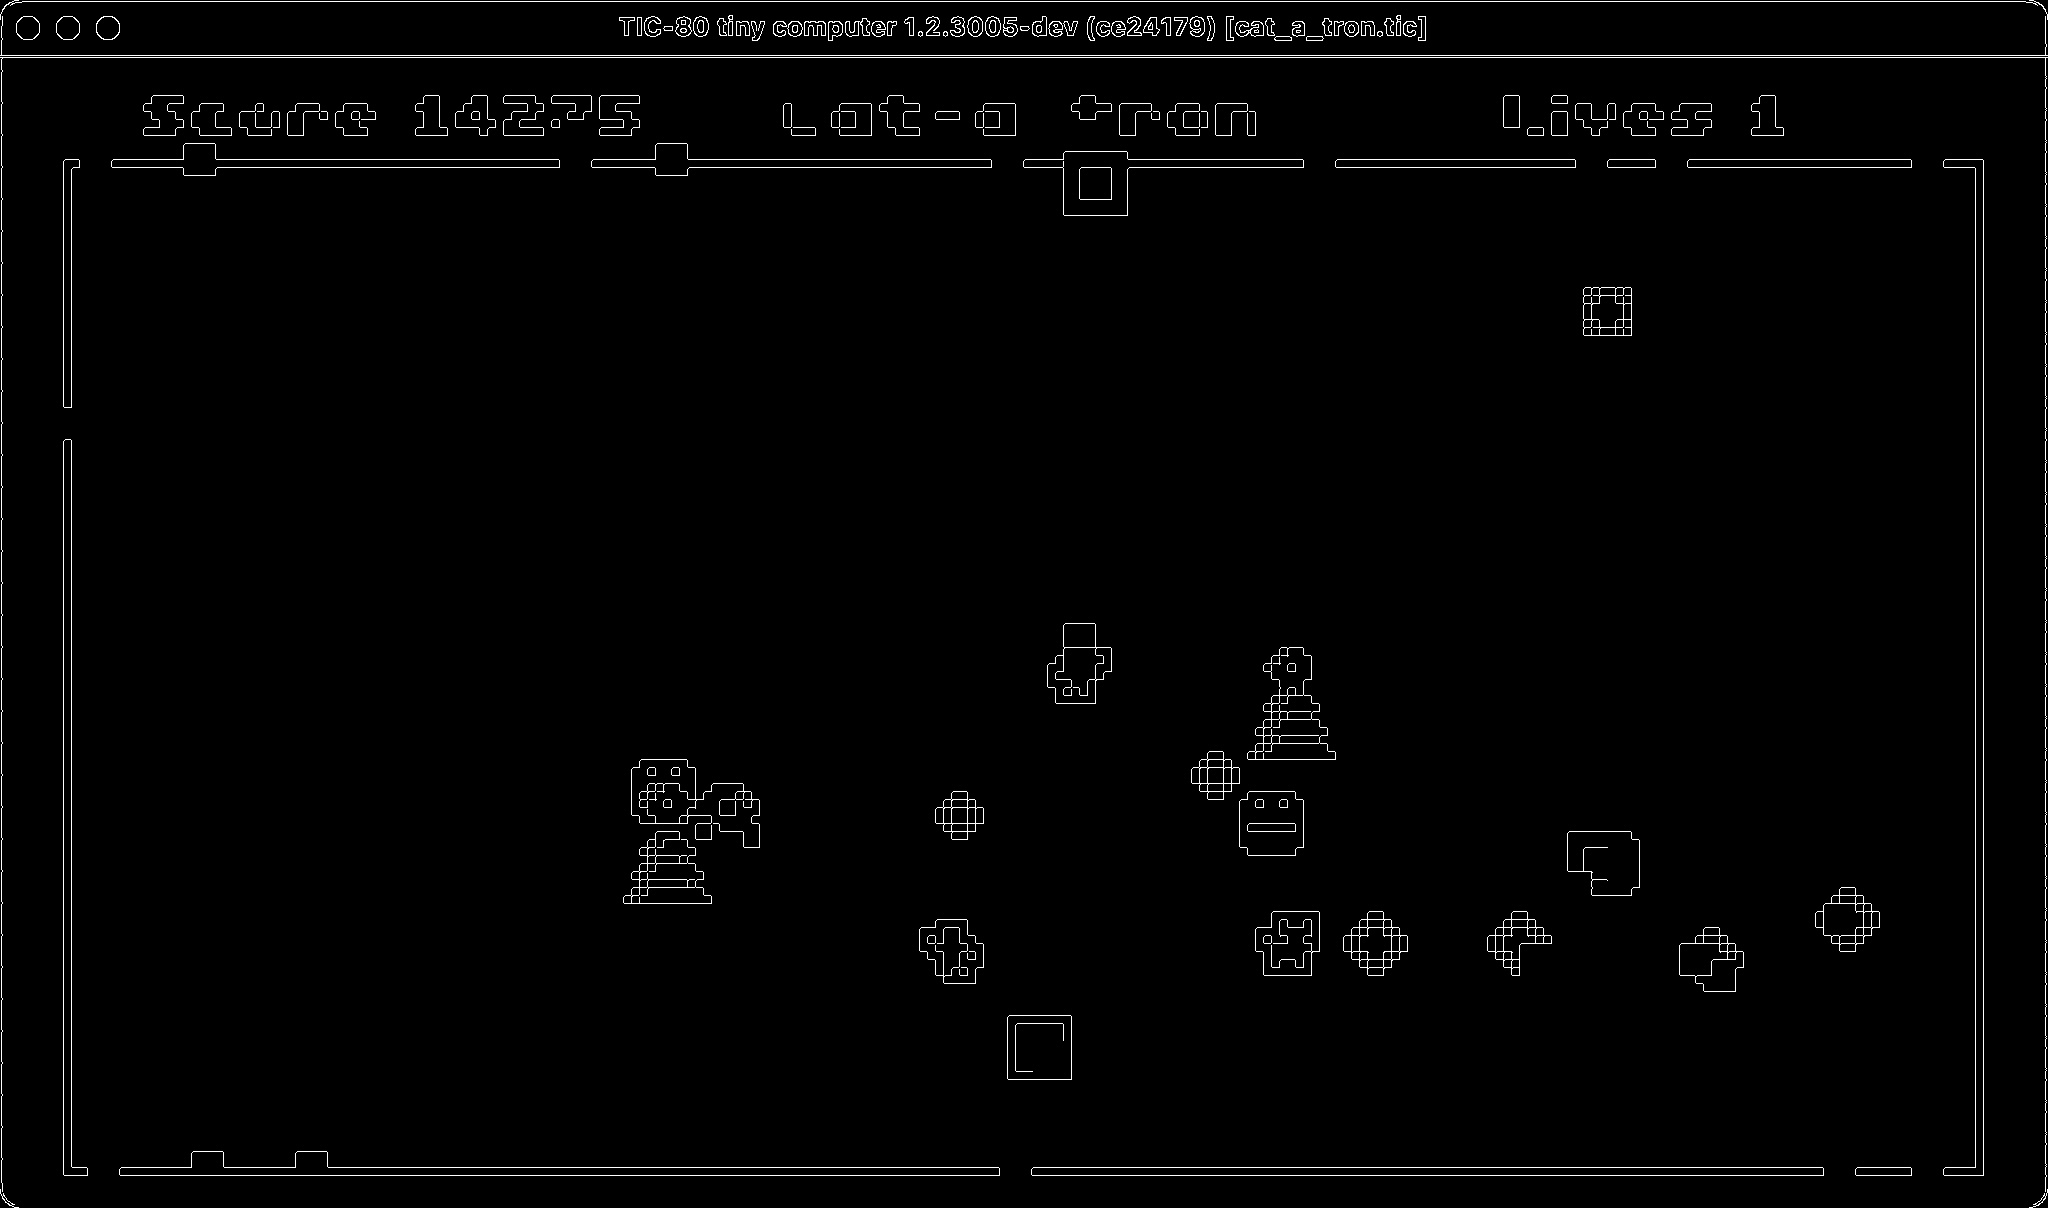 TIC-80 tiny computer 1.2.3005-dev (ce24179) [cat_a_tron.tic]
Score 14275 Cat-a tron Lives 1